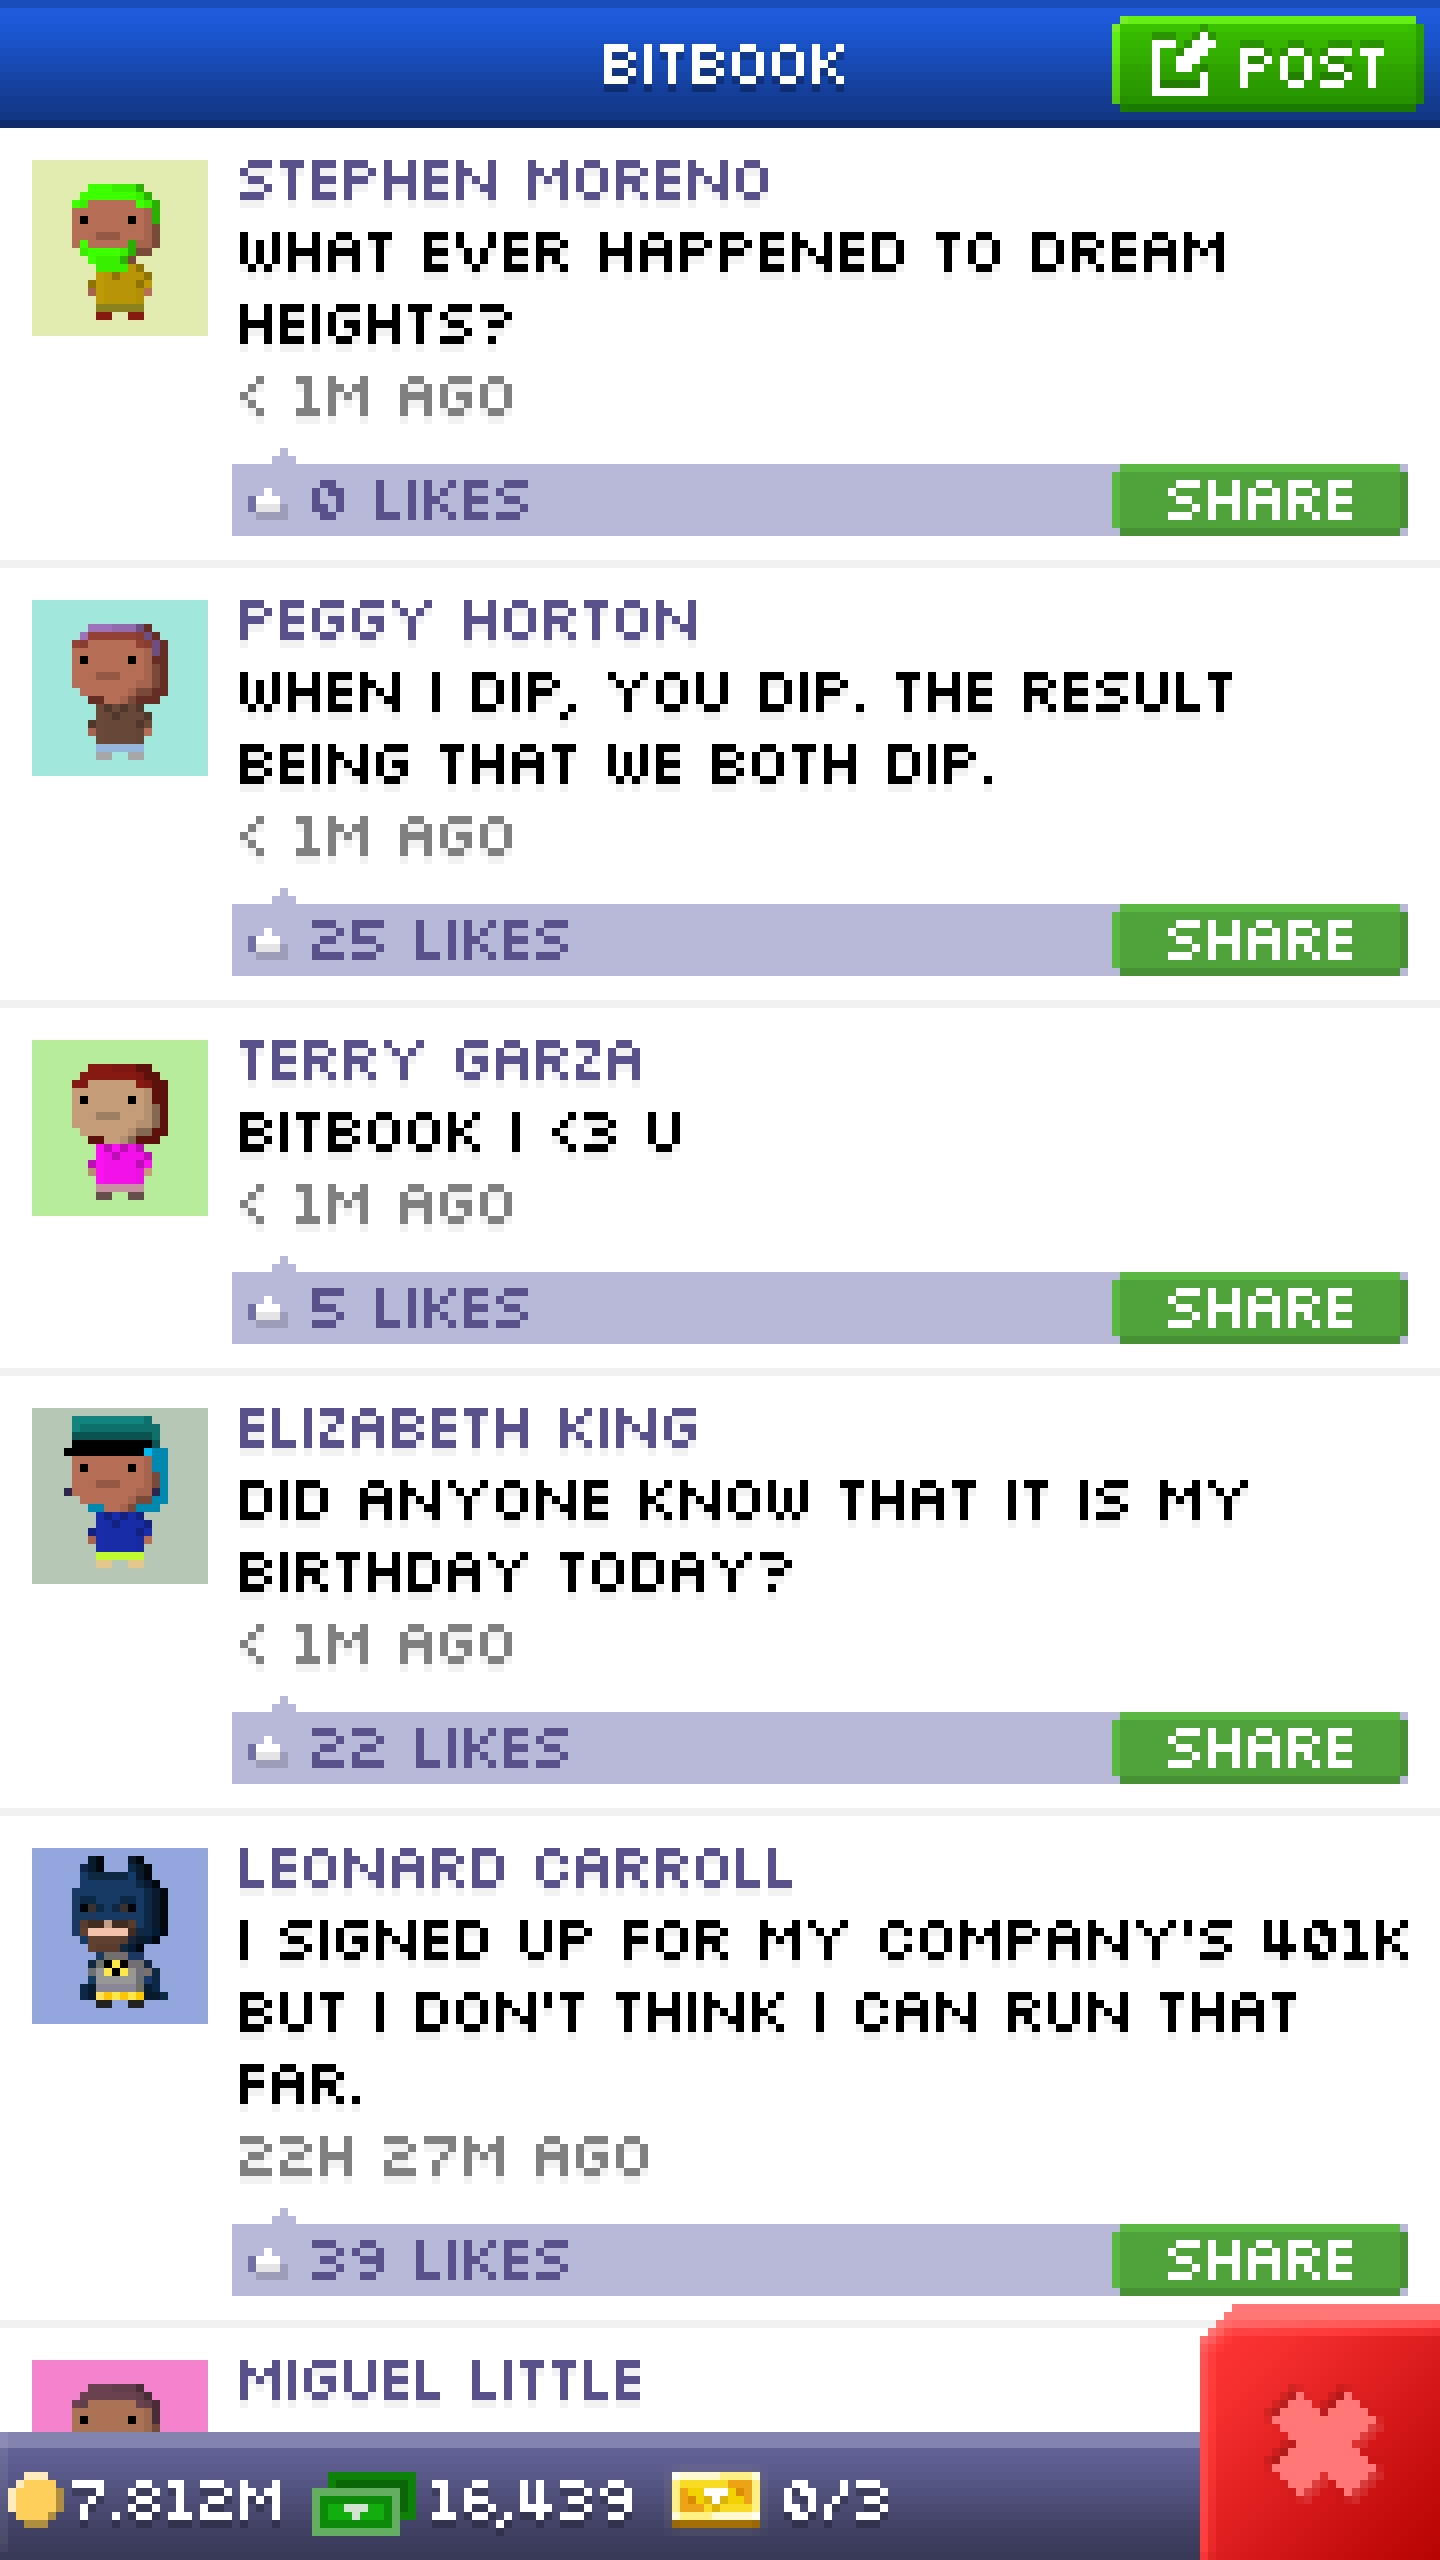 BITBOOK
POST
STEPHEN MORENO
WHAT EVER HAPPENED TO DREAM
HEIGHTS?
< 1M AGO
0 LIKES
SHARE
PEGGY HORTON
WHEN I DIP, YOU DIP. THE RESULT
BEING THAT WE BOTH DIP.
< 1M AGO
25 LIKES
SHARE
TERRY GARZA
BITBOOK I <3 U
< 1M AGO
5 LIKES
SHARE
ELIZABETH KING
DID ANYONE KNOW THAT IT IS MY
BIRTHDAY TODAY?
< 1M AGO
22 LIKES
SHARE
LEONARD CARROLL
I SIGNED UP FOR MY COMPANY'S 401K
BUT I DON'T THINK I CAN RUN THAT
FAR.
22H 27M AGO
39 LIKES
SHARE
MIGUEL LITTLE
7.812M 16,439 0/3